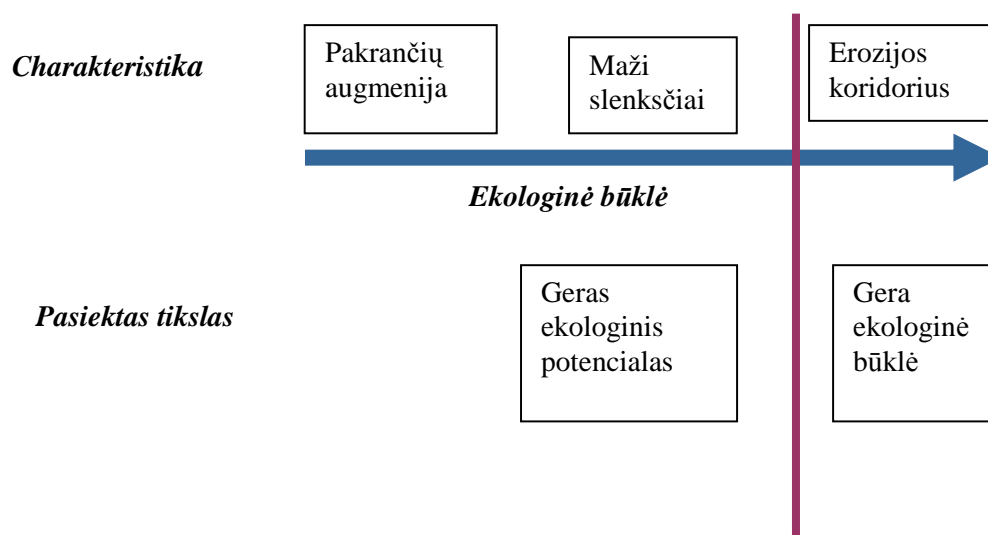 Charakteristika
Pakrančių
augmenija
Maži
slenksčiai
Erozijos
koridorius
Ekologinė būklė
Pasiektas tikslas
Geras
ekologinis
potencialas
Gera
ekologinė
būklė